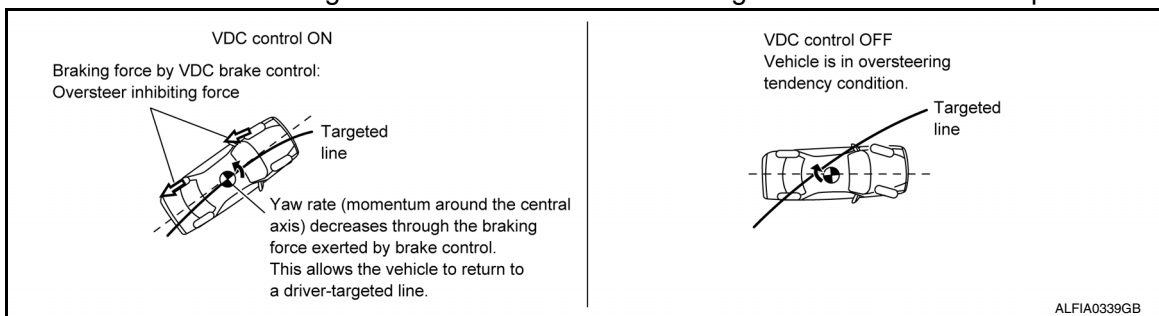 VDC control ON
Braking force by VDC brake control:
Oversteer inhibiting force
Targeted
line
Yaw rate (momentum around the central
axis) decreases through the braking
force exerted by brake control.
This allows the vehicle to return to
a driver-targeted line.
VDC control OFF
Vehicle is in oversteering
tendency condition.
Targeted
line
ALFIA0339GB